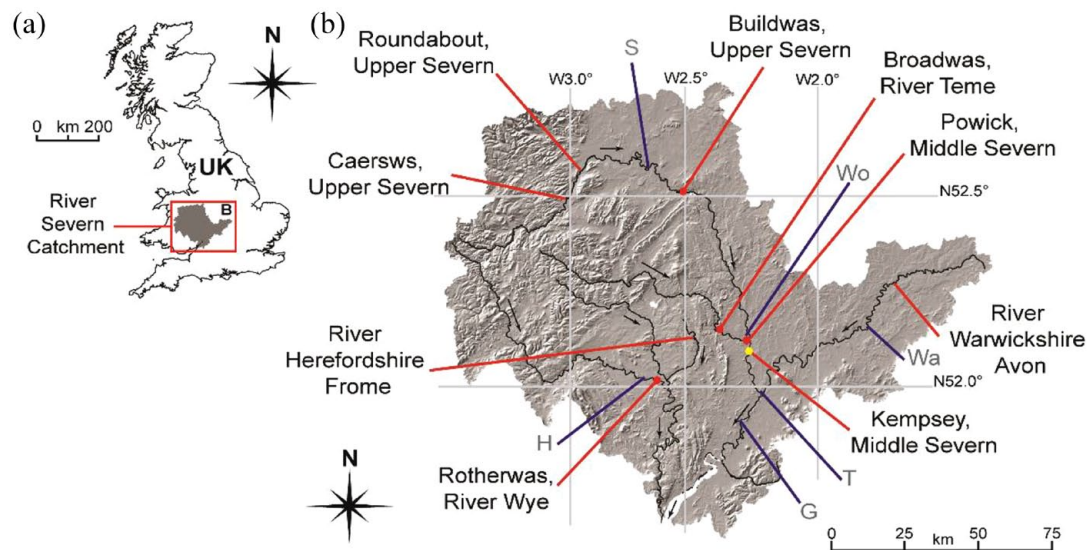 (a)
N
0 km 200
UK
River
Severn
Catchment
B
(b)
Roundabout,
Upper Severn
S
Buildwas,
Upper Severn
Broadwas,
River Teme
Powick,
Middle Severn
W3.0°
W2.5°
W2.0°
Caersws,
Upper Severn
Wo
N52.5°
River
Herefordshire
Frome
River
Warwickshire
Avon
Wa
N52.0°
H
Kempsey,
Middle Severn
Rotherwas,
River Wye
T
G
N
0 25 50 75
km